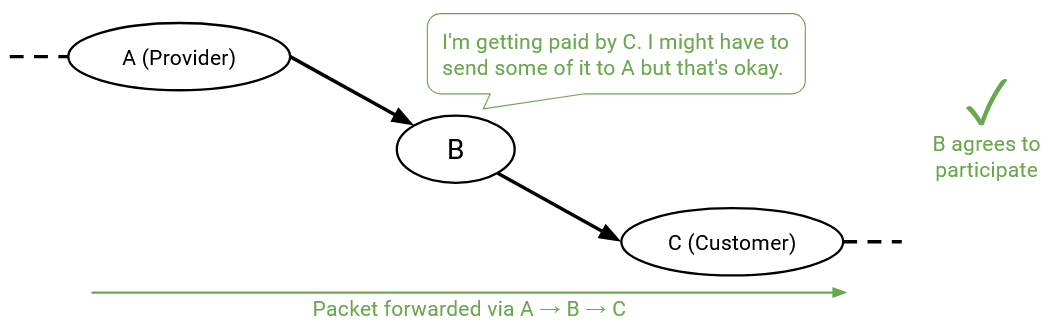 I'm getting paid by C. I might have to
send some of it to A but that's okay.
A (Provider)
B
B agrees to
participate
C (Customer)
Packet forwarded via A → B → C